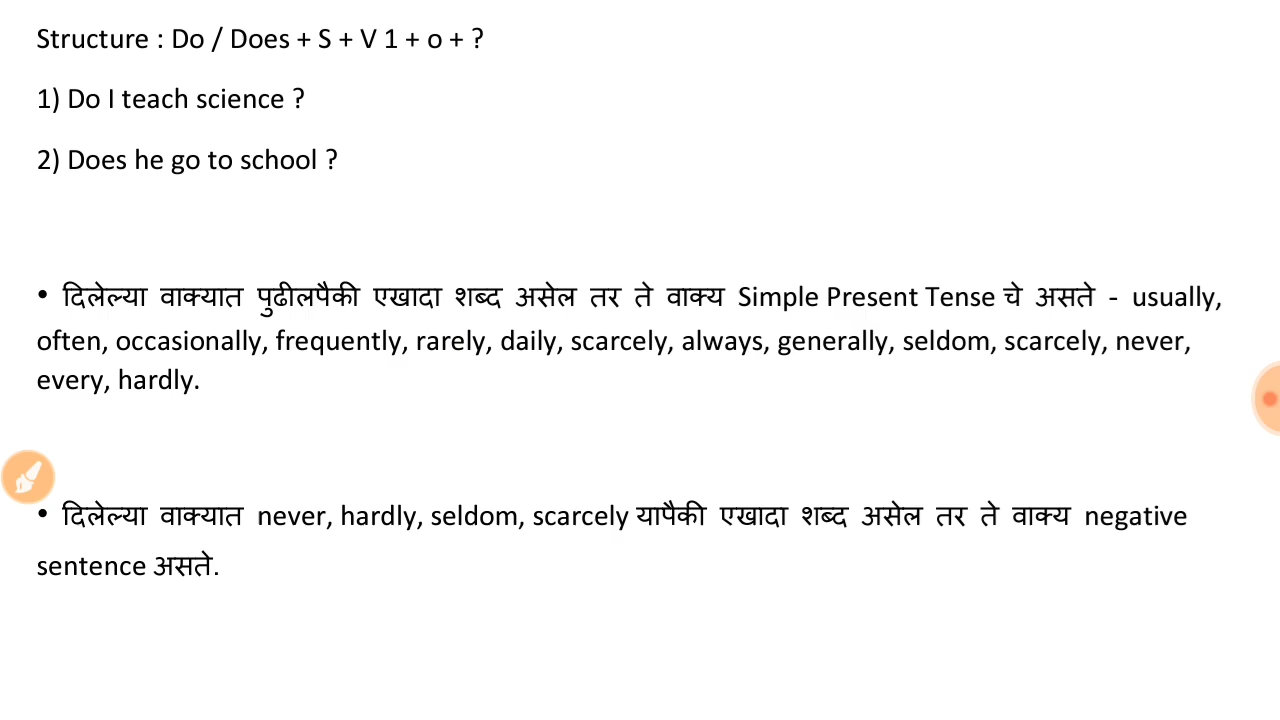 Structure : Do / Does + S + V 1 + o + ?
1) Do I teach science ?
2) Does he go to school ?
• दिलेल्या वाक्यात पुढीलपैकी एखादा शब्द असेल तर ते वाक्य Simple Present Tense चे असते - usually,
often, occasionally, frequently, rarely, daily, scarcely, always, generally, seldom, scarcely, never,
every, hardly.
• दिलेल्या वाक्यात never, hardly, seldom, scarcely यापैकी एखादा शब्द असेल तर ते वाक्य negative
sentence असते.